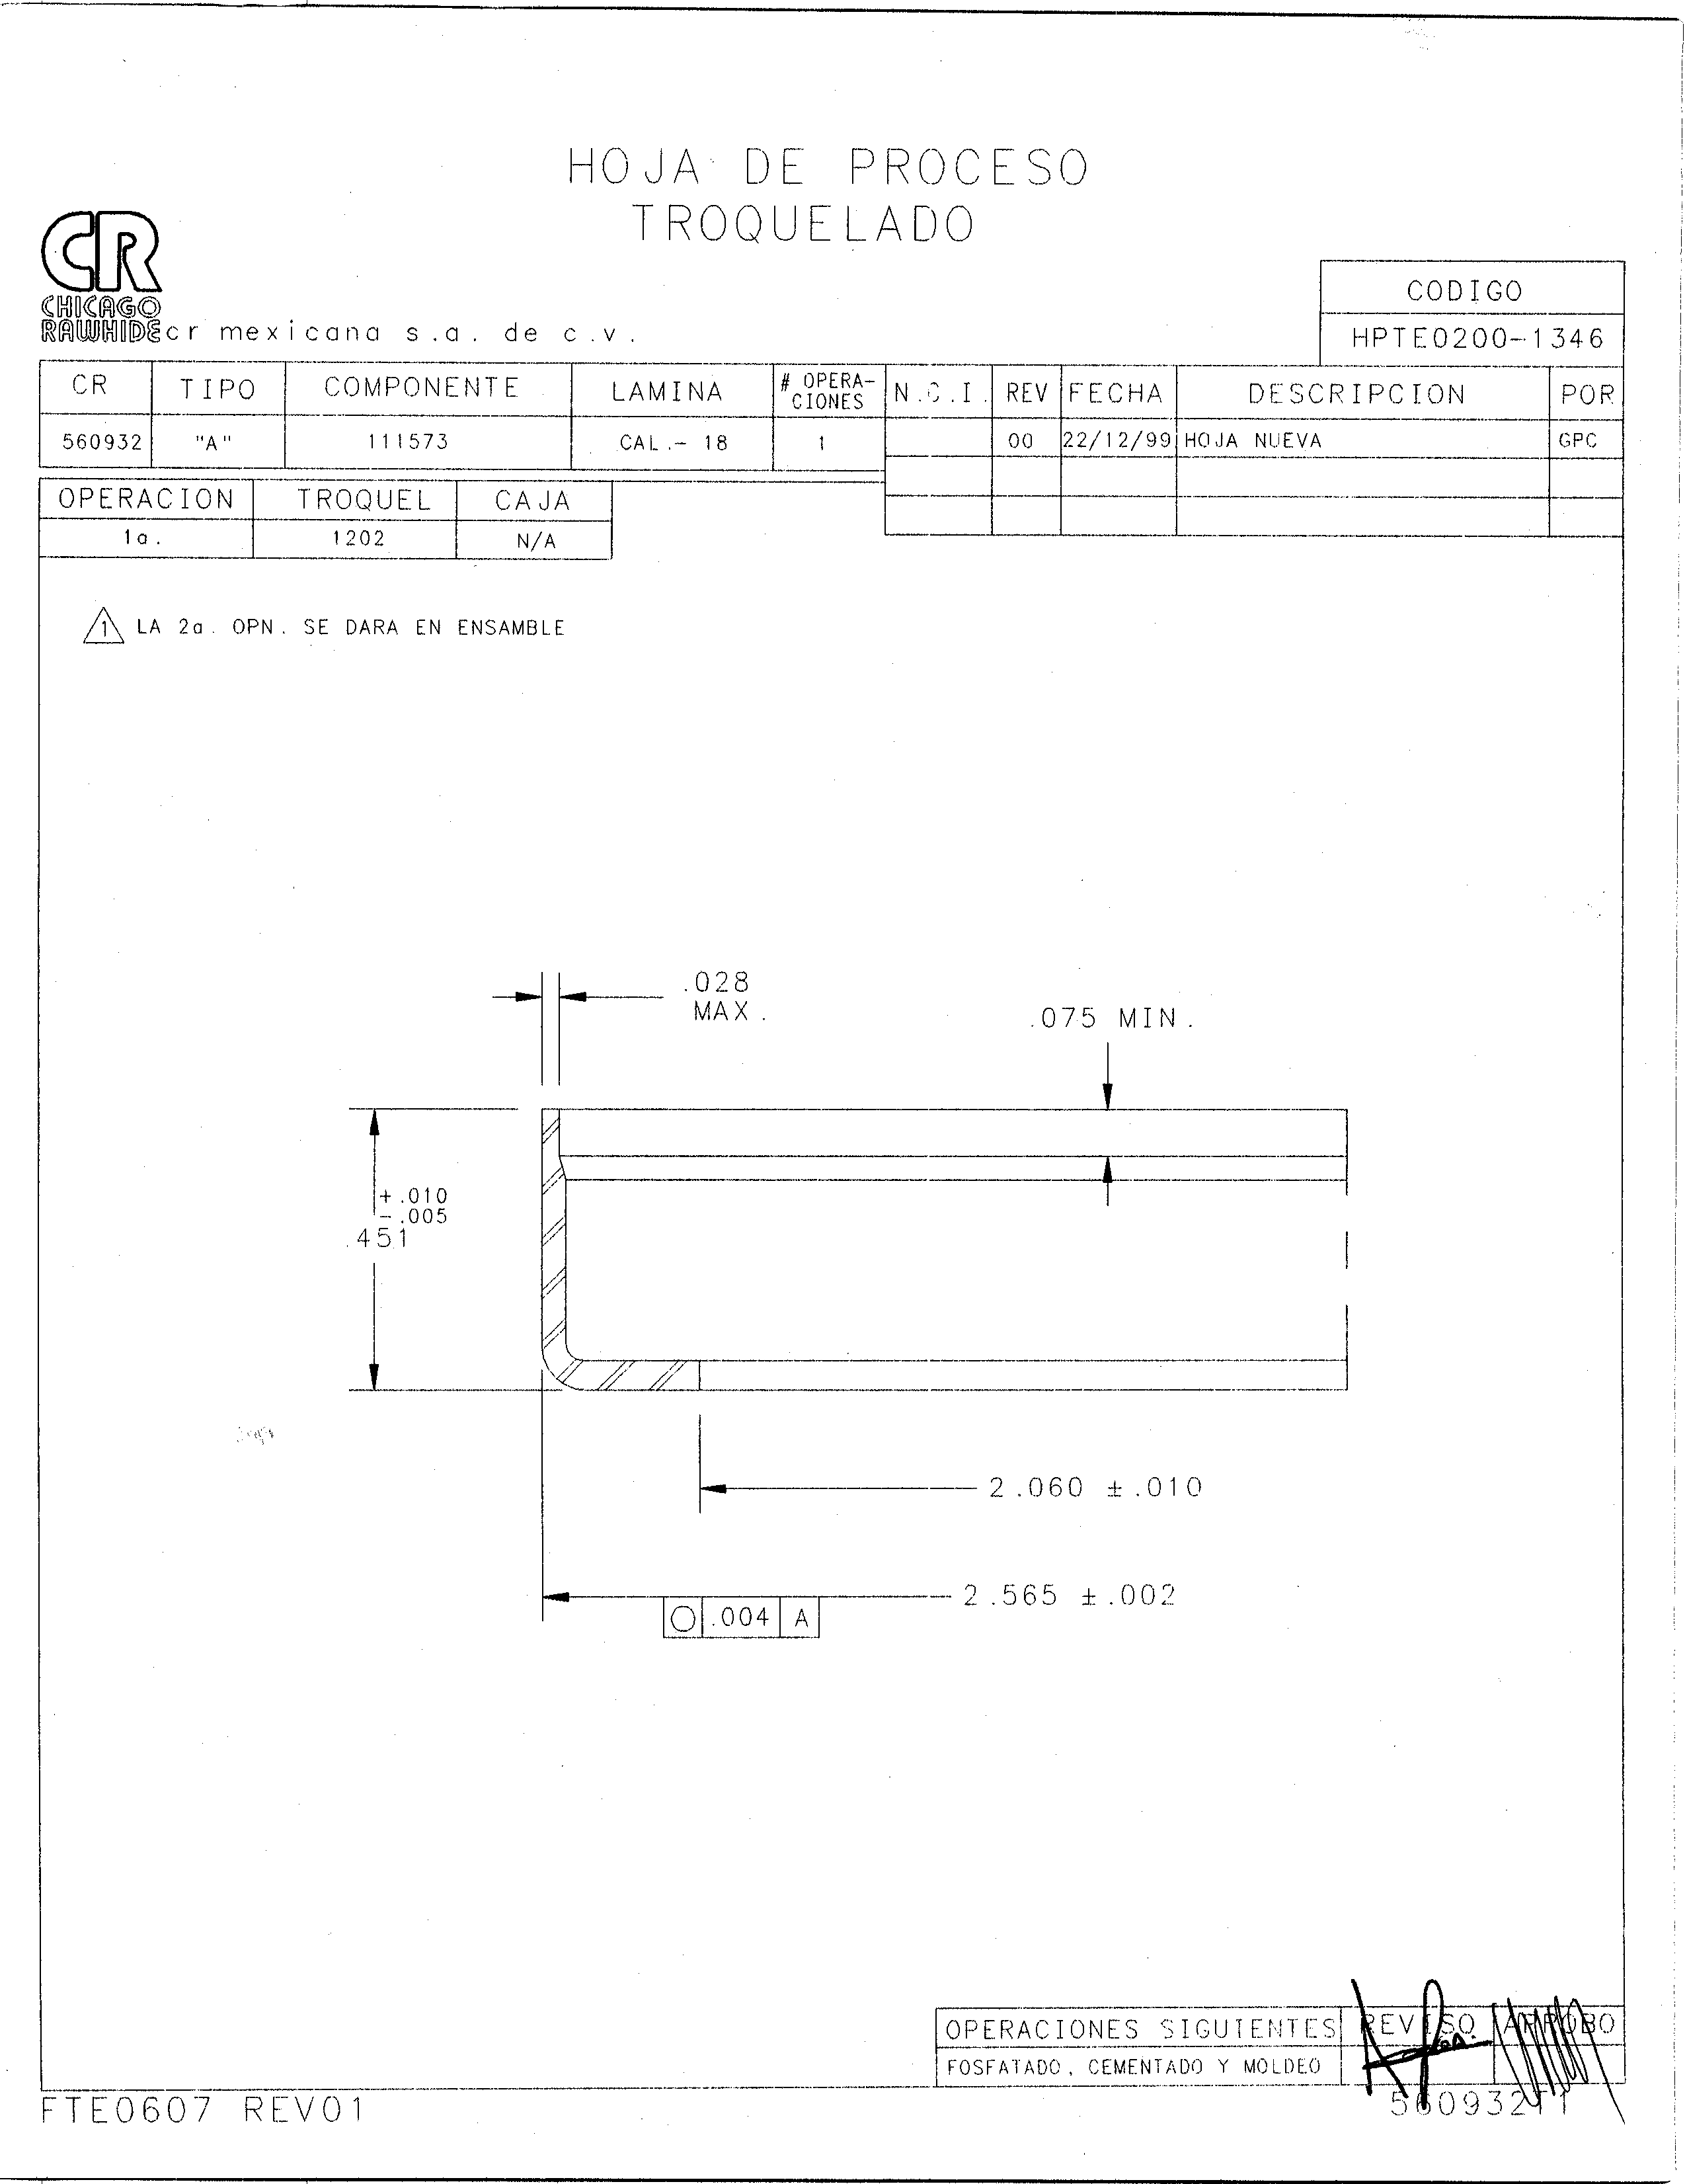 HOJA DE PROCESO
TROQUELADO
CR
CHICAGO
RAWHIDE cr mexicana s.a. de c.v.
CODIGO
HPTE0200-1346
CR TIPO COMPONENTE LAMINA # OPERA-CIONES N.C.I. REV FECHA DESCRIPCION POR
560932 "A" 111573 CAL.- 18 1 00 22/12/99 HOJA NUEVA GPC
OPERACION TROQUEL CAJA
1a. 1202 N/A
1 LA 2a. OPN. SE DARA EN ENSAMBLE
.028
MAX.
.075 MIN.
+.010
-.005
.451
2.060 ±.010
2.565 ±.002
.004 A
OPERACIONES SIGUIENTES REVISO APROBO
FOSFATADO, CEMENTADO Y MOLDEO
FTE0607 REV01
560932T1